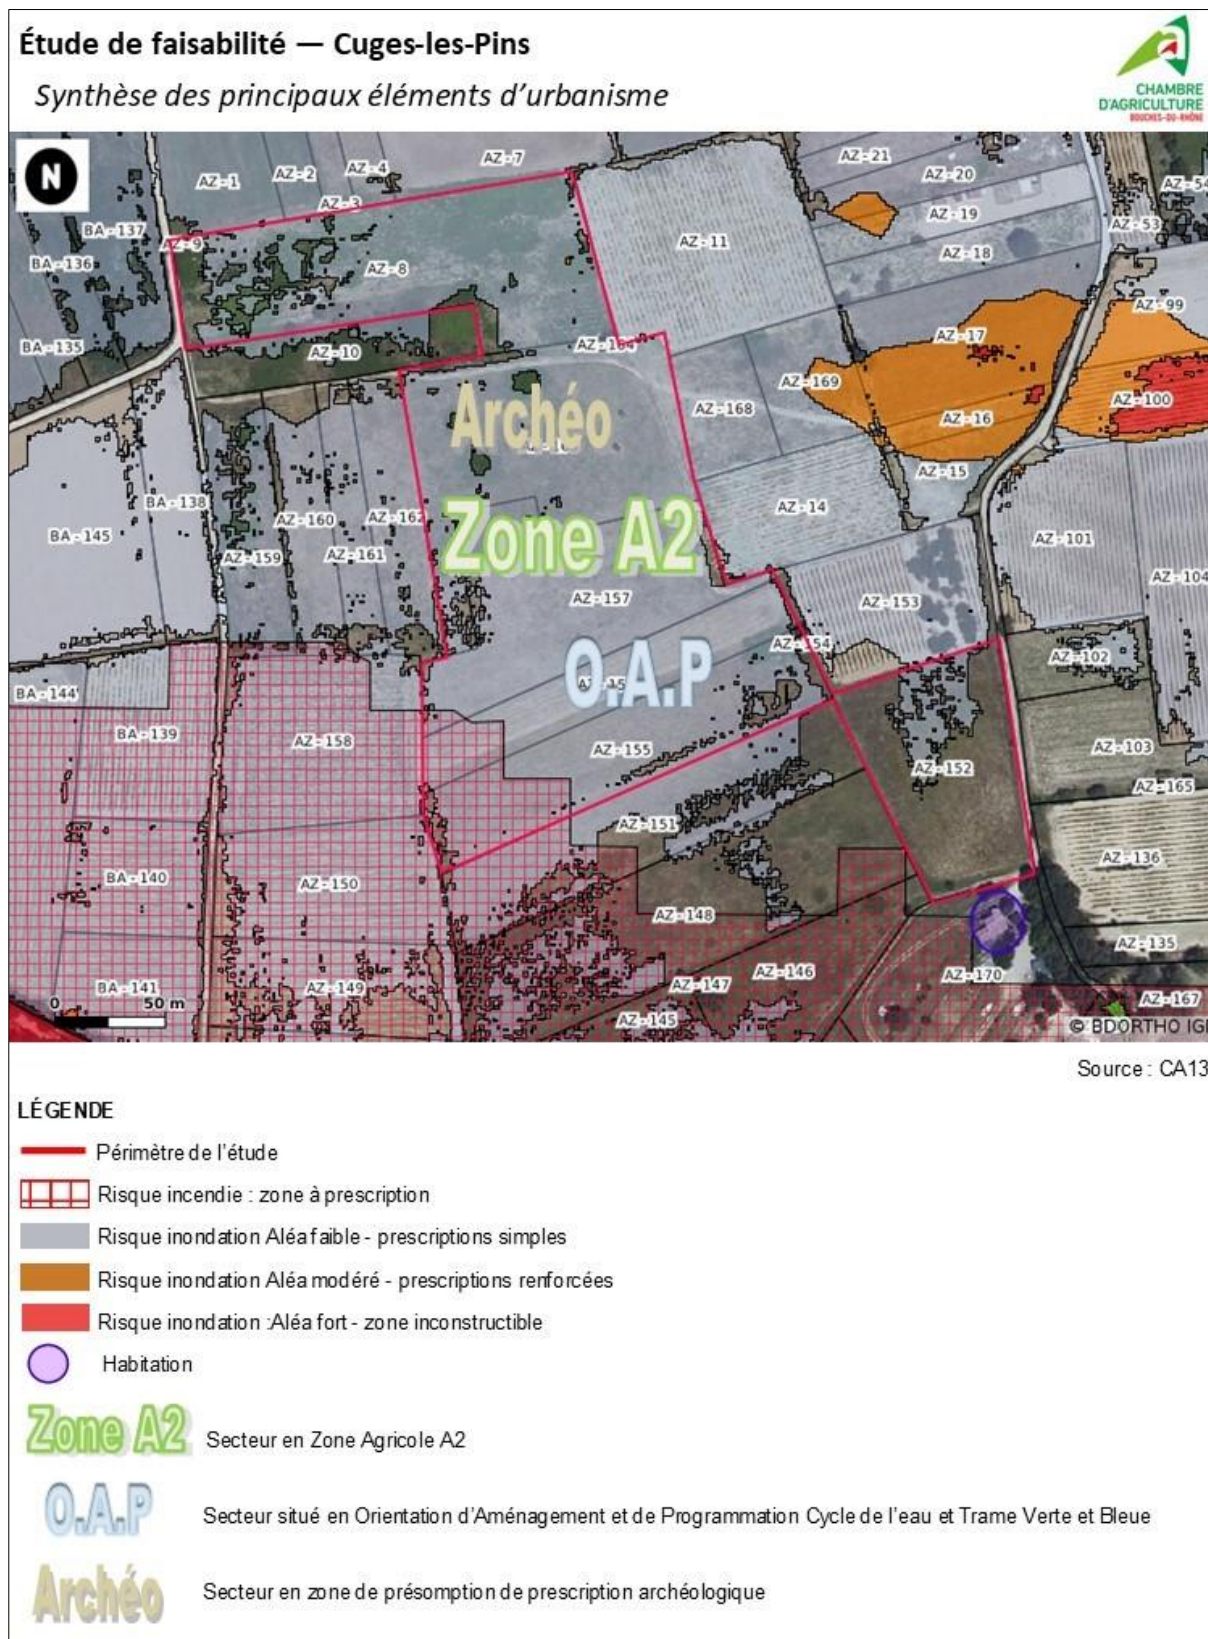 Étude de faisabilité — Cuges-les-Pins
Synthèse des principaux éléments d’urbanisme
CHAMBRE
D'AGRICULTURE
BOUCHES-DU-RHÔNE
N
AZ-1
AZ-2
AZ-4
AZ-7
AZ-3
BA-137
AZ-9
BA-136
AZ-8
AZ-11
AZ-21
AZ-20
AZ-19
AZ-18
AZ-53
AZ-54
AZ-99
BA-135
AZ-10
AZ-17
AZ-169
AZ-168
AZ-16
AZ-100
Archéo
AZ-15
BA-138
BA-145
AZ-160
AZ-162
AZ-14
Zone A2
AZ-159
AZ-161
AZ-101
AZ-104
AZ-157
AZ-153
AZ-154
AZ-102
O.A.P
BA-144
BA-139
AZ-158
AZ-155
AZ-103
AZ-152
AZ-165
AZ-151
AZ-136
BA-140
AZ-150
AZ-148
AZ-135
BA-141
AZ-149
AZ-147
AZ-146
AZ-170
AZ-167
AZ-145
0 50 m
© BDORTHO IGN
Source : CA13
LÉGENDE
Périmètre de l’étude
Risque incendie : zone à prescription
Risque inondation Aléa faible - prescriptions simples
Risque inondation Aléa modéré - prescriptions renforcées
Risque inondation :Aléa fort - zone inconstructible
Habitation
Zone A2 Secteur en Zone Agricole A2
O.A.P Secteur situé en Orientation d’Aménagement et de Programmation Cycle de l’eau et Trame Verte et Bleue
Archéo Secteur en zone de présomption de prescription archéologique